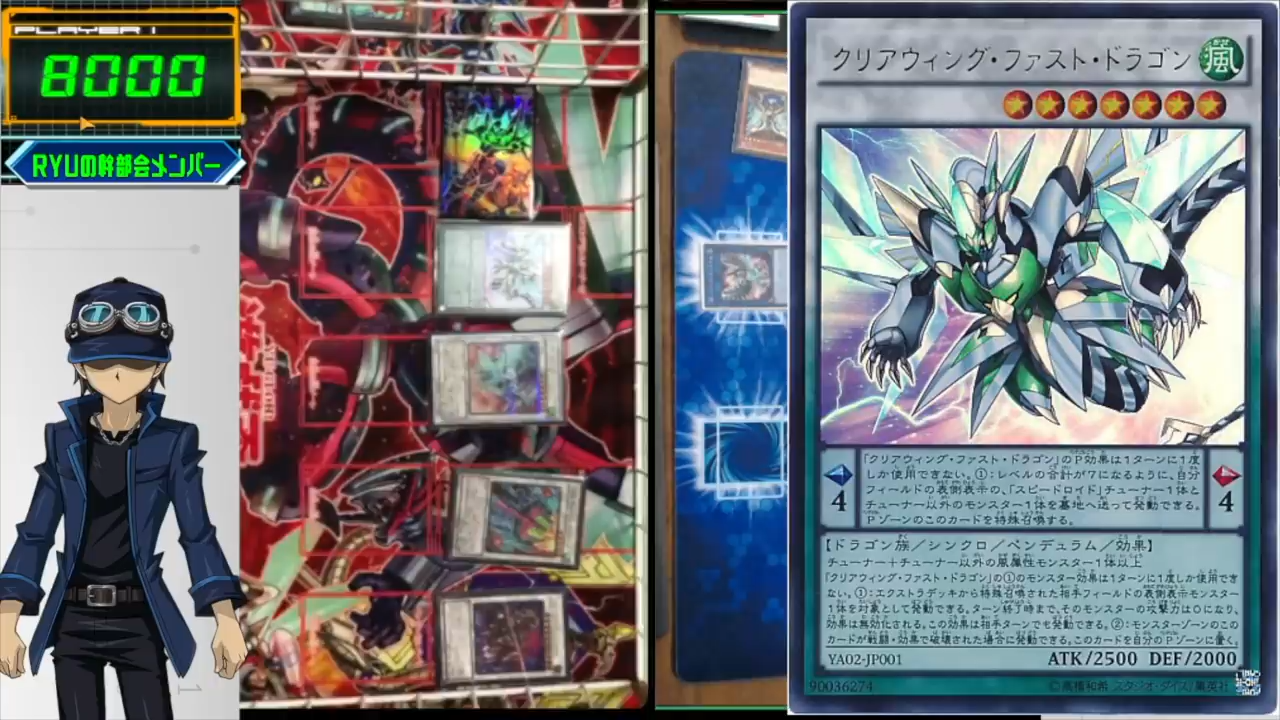 PLAYER 1
8000
RYUの幹部会メンバー
クリアウィング・ファスト・ドラゴン
風
「クリアウィング・ファスト・ドラゴン」のP効果は1ターンに1度
しか使用できない。①:レベルの合計が7になるように、自分
フィールドの表側表示の、「スピードロイド」チューナー1体と
チューナー以外のモンスター1体を墓地へ送って発動できる。
Pゾーンのこのカードを特殊召喚する。
4
4
【ドラゴン族/シンクロ/ペンデュラム/効果】
チューナー+チューナー以外の風属性モンスター1体以上
「クリアウィング・ファスト・ドラゴン」の①のモンスター効果は1ターンに1度しか使用でき
ない。①:エクストラデッキから特殊召喚された相手フィールドの表側表示モンスター
1体を対象として発動できる。ターン終了時まで、そのモンスターの攻撃力は0になり、
効果は無効化される。この効果は相手ターンでも発動できる。②:モンスターゾーンのこの
カードが戦闘・効果で破壊された場合に発動できる。このカードを自分のPゾーンに置く。
YA02-JP001
ATK/2500 DEF/2000
90036274
©高橋和希 スタジオ・ダイス/集英社